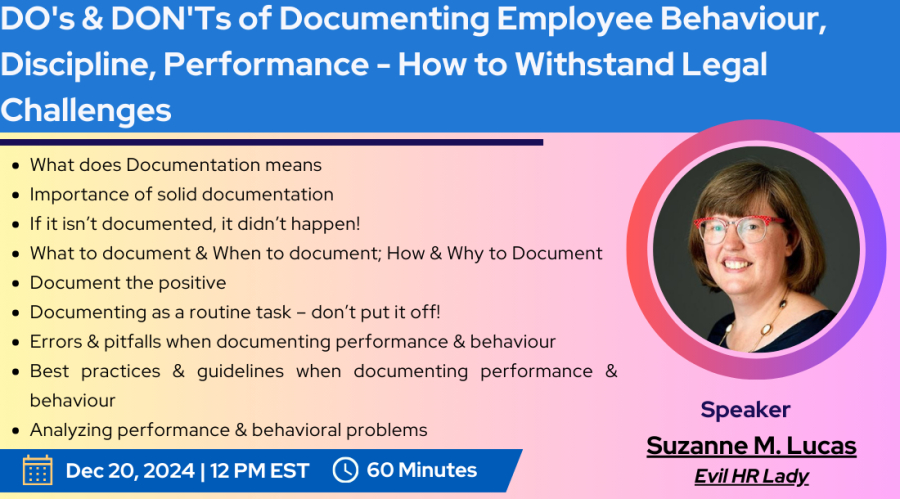 DO's & DON'Ts of Documenting Employee Behaviour,
Discipline, Performance - How to Withstand Legal
Challenges
What does Documentation means
Importance of solid documentation
If it isn't documented, it didn't happen!
What to document & When to document; How & Why to Document
Document the positive
Documenting as a routine task – don't put it off!
Errors & pitfalls when documenting performance & behaviour
Best practices & guidelines when documenting performance &
behaviour
Analyzing performance & behavioral problems
Dec 20, 2024 | 12 PM EST
60 Minutes
Speaker
Suzanne M. Lucas
Evil HR Lady